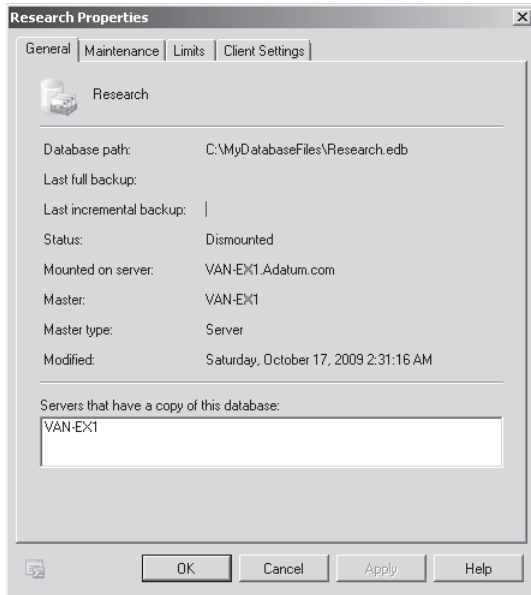 Research Properties
General Maintenance Limits Client Settings
Research
Database path: C:\MyDatabaseFiles\Research.edb
Last full backup:
Last incremental backup:
Status: Dismounted
Mounted on server: VAN-EX1.Adatum.com
Master: VAN-EX1
Master type: Server
Modified: Saturday, October 17, 2009 2:31:16 AM
Servers that have a copy of this database:
VAN-EX1
OK Cancel Apply Help